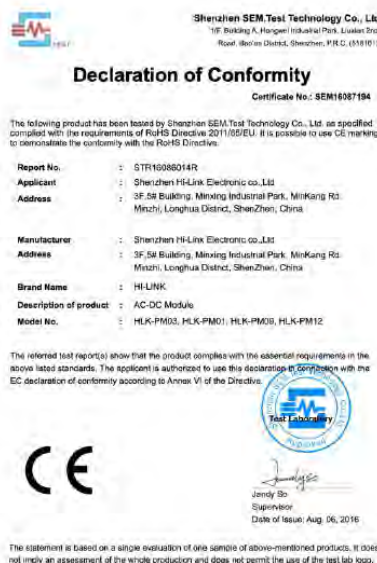 Shenzhen SEM.Test Technology Co., Ltd
1/F, Building A, Hongwei Industrial Park, Liuxian 2nd
Road, Bao'an District, Shenzhen, P.R.C. (518101)
Declaration of Conformity
Certificate No.: SEM16087194
The following product has been tested by Shenzhen SEM.Test Technology Co., Ltd. as specified
complied with the requirements of RoHS Directive 2011/65/EU. It is possible to use CE marking
to demonstrate the conformity with the RoHS Directive.
Report No. : STR16086014R
Applicant : Shenzhen Hi-Link Electronic co.,Ltd
Address : 3F,5# Building, Minxing Industrial Park, MinKang Rd.
Minzhi, Longhua District, ShenZhen, China
Manufacturer : Shenzhen Hi-Link Electronic co.,Ltd
Address : 3F,5# Building, Minxing Industrial Park, MinKang Rd.
Minzhi, Longhua District, ShenZhen, China
Brand Name : HI-LINK
Description of product : AC-DC Module
Model No. : HLK-PM03, HLK-PM01, HLK-PM09, HLK-PM12
The referred test report(s) show that the product complies with the essential requirements in the
above listed standards. The applicant is authorized to use this declaration in connection with the
EC declaration of conformity according to Annex VI of the Directive.
Test Laboratory
CE
Jandy So
Supervisor
Date of Issue: Aug. 06, 2016
The statement is based on a single evaluation of one sample of above-mentioned products. It does
not imply an assessment of the whole production and does not permit the use of the test lab logo.